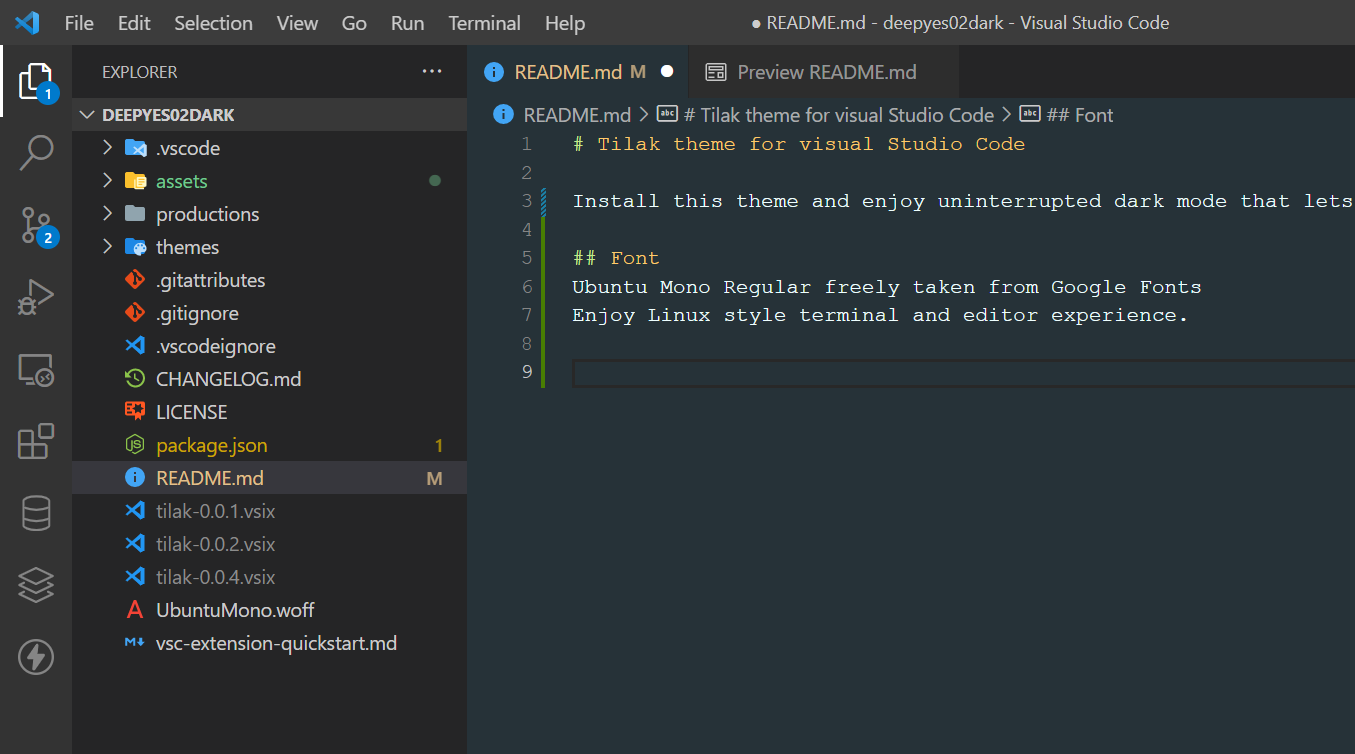 File Edit Selection View Go Run Terminal Help ● README.md - deepyes02dark - Visual Studio Code
EXPLORER ···
README.md M ●
Preview README.md
1
DEEPYES02DARK
README.md > # Tilak theme for visual Studio Code > ## Font
.vscode
assets
productions
themes
.gitattributes
.gitignore
.vscodeignore
CHANGELOG.md
LICENSE
package.json 1
README.md M
tilak-0.0.1.vsix
tilak-0.0.2.vsix
tilak-0.0.4.vsix
UbuntuMono.woff
vsc-extension-quickstart.md
2
1 # Tilak theme for visual Studio Code
2
3 Install this theme and enjoy uninterrupted dark mode that lets
4
5 ## Font
6 Ubuntu Mono Regular freely taken from Google Fonts
7 Enjoy Linux style terminal and editor experience.
8
9